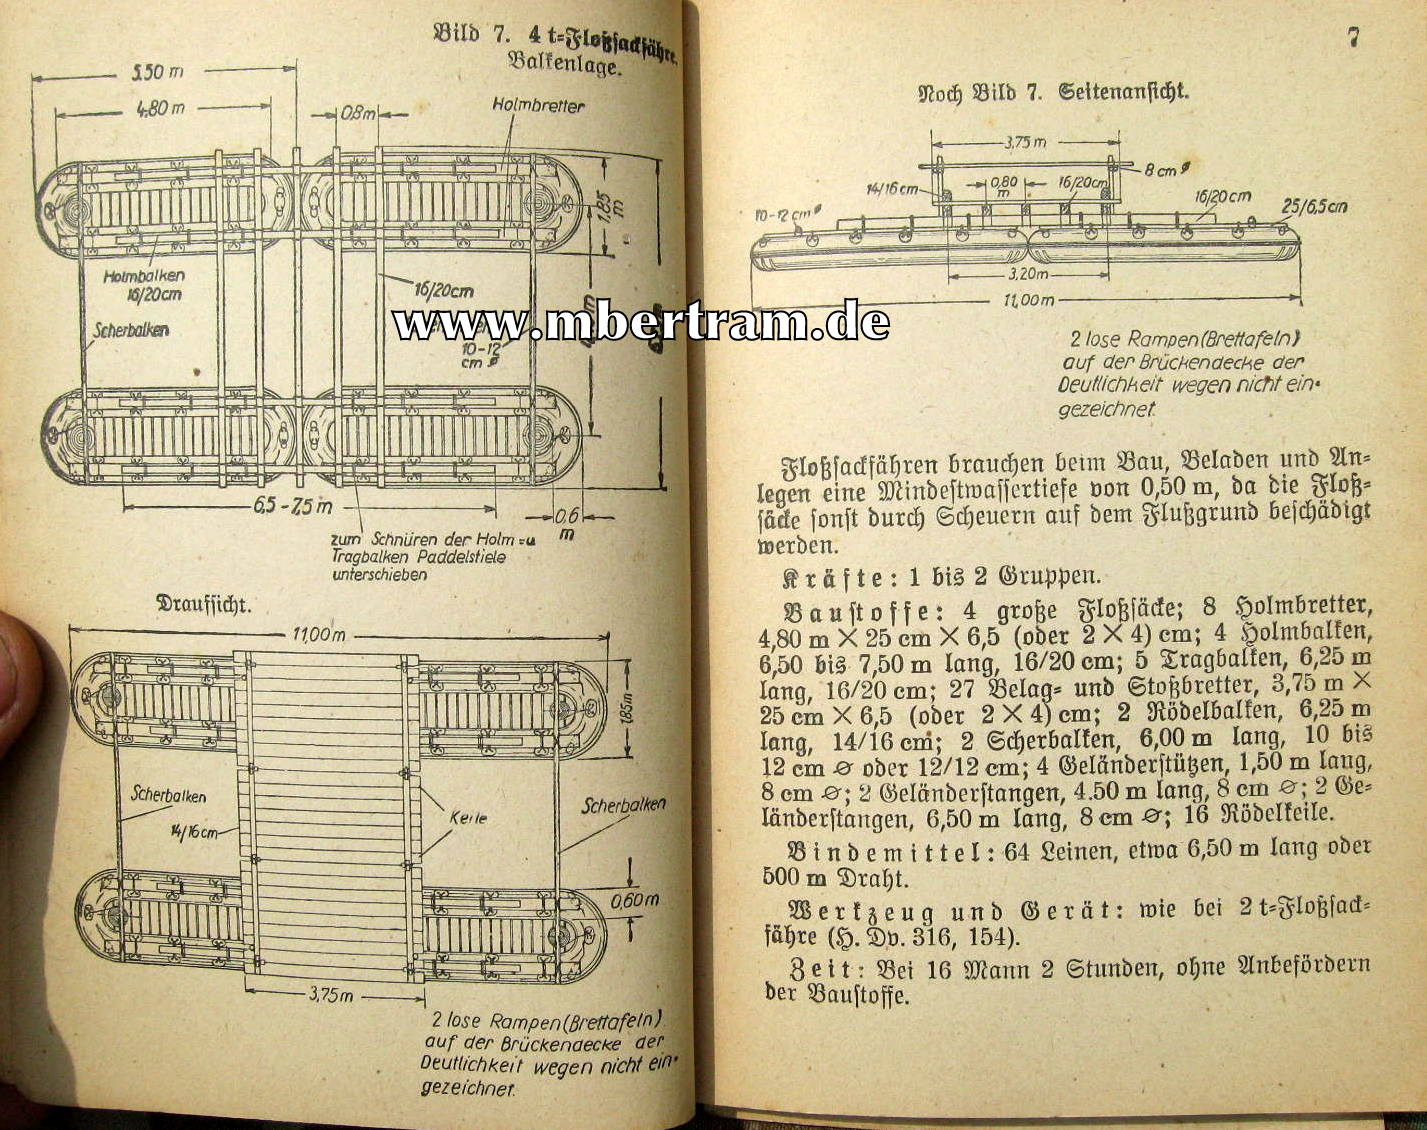 Bild 7. 4 t=Floßsackfähre.
Balkenlage.
5.50 m
4.80 m
0,8m
Holmbretter
1,85 m
Holmbalken
16/20cm
16/20cm
Scherbalken
10-12
cm ø
6,5-7,5 m
0,6 m
zum Schnüren der Holm=u
Tragbalken Paddelstiele
unterschieben
Draufsicht.
11,00 m
1,85m
Scherbalken
14/16cm
Keile
Scherbalken
0,60m
3,75m
2 lose Rampen (Brettafeln)
auf der Brückendecke der
Deutlichkeit wegen nicht ein-
gezeichnet.
www.mbertram.de
7
Noch Bild 7. Seitenansicht.
3,75 m
8 cm ø
14/16cm
0,80 m
16/20cm
10-12 cm ø
16/20cm
25/6,5cm
3,20m
11,00m
2 lose Rampen (Brettafeln)
auf der Brückendecke der
Deutlichkeit wegen nicht ein-
gezeichnet.
Floßsackfähren brauchen beim Bau, Beladen und An=
legen eine Mindestwassertiefe von 0,50 m, da die Floß=
säcke sonst durch Scheuern auf dem Flußgrund beschädigt
werden.
Kräfte: 1 bis 2 Gruppen.
Baustoffe: 4 große Floßsäcke; 8 Holmbretter,
4,80 m × 25 cm × 6,5 (oder 2 × 4) cm; 4 Holmbalken,
6,50 bis 7,50 m lang, 16/20 cm; 5 Tragbalken, 6,25 m
lang, 16/20 cm; 27 Belag= und Stoßbretter, 3,75 m ×
25 cm × 6,5 (oder 2 × 4) cm; 2 Rödelbalken, 6,25 m
lang, 14/16 cm; 2 Scherbalken, 6,00 m lang, 10 bis
12 cm ø oder 12/12 cm; 4 Geländerstützen, 1,50 m lang,
8 cm ø; 2 Geländerstangen, 4.50 m lang, 8 cm ø; 2 Ge=
länderstangen, 6,50 m lang, 8 cm ø; 16 Rödelkeile.
Bindemittel: 64 Leinen, etwa 6,50 m lang oder
500 m Draht.
Werkzeug und Gerät: wie bei 2 t=Floßsack=
fähre (H. Dv. 316, 154).
Zeit: Bei 16 Mann 2 Stunden, ohne Anbefördern
der Baustoffe.